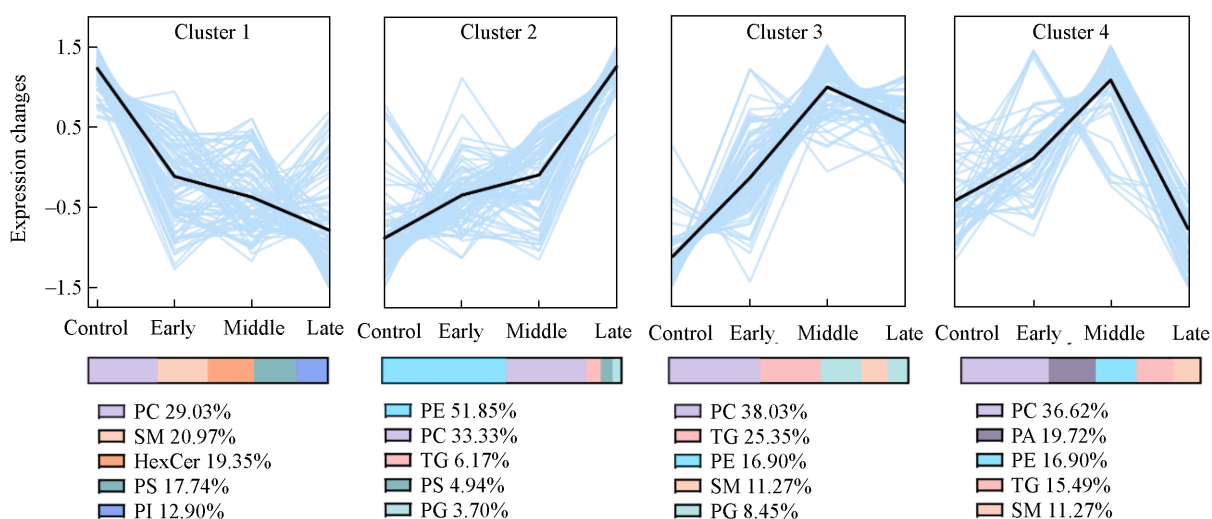 Cluster 1
Cluster 2
Cluster 3
Cluster 4
Expression changes
1.5
0.5
–0.5
–1.5
Control Early Middle Late
Control Early Middle Late
Control Early Middle Late
Control Early Middle Late
PC 29.03%
SM 20.97%
HexCer 19.35%
PS 17.74%
PI 12.90%
PE 51.85%
PC 33.33%
TG 6.17%
PS 4.94%
PG 3.70%
PC 38.03%
TG 25.35%
PE 16.90%
SM 11.27%
PG 8.45%
PC 36.62%
PA 19.72%
PE 16.90%
TG 15.49%
SM 11.27%